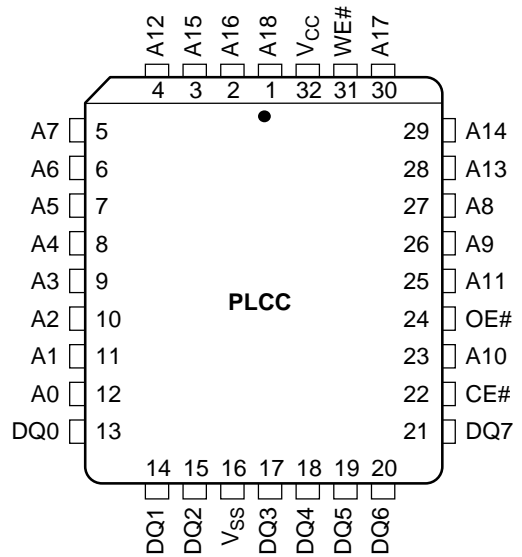 A12 A15 A16 A18 VCC WE# A17
4 3 2 1 32 31 30
A7 5 29 A14
A6 6 28 A13
A5 7 27 A8
A4 8 26 A9
A3 9 25 A11
PLCC
A2 10 24 OE#
A1 11 23 A10
A0 12 22 CE#
DQ0 13 21 DQ7
14 15 16 17 18 19 20
DQ1 DQ2 VSS DQ3 DQ4 DQ5 DQ6